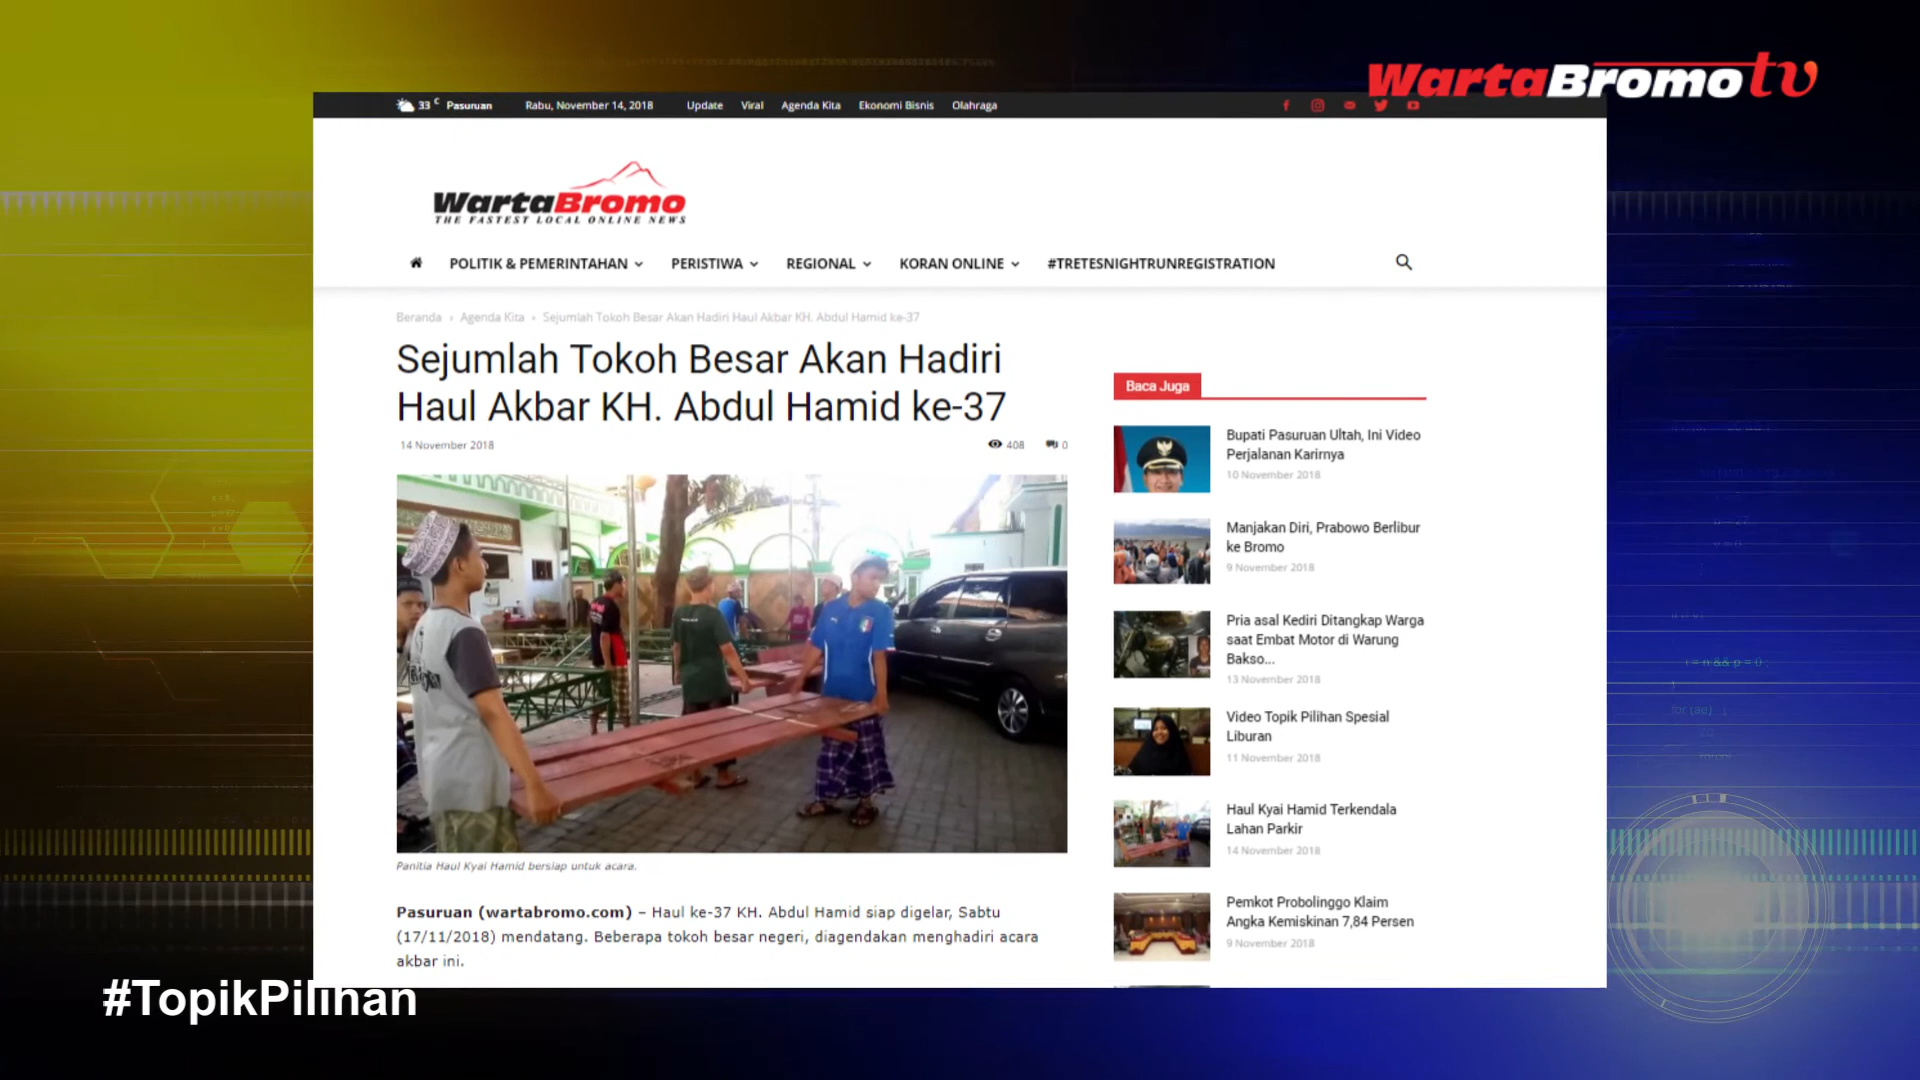 WartaBromo tv
33 C Pasuruan Rabu, November 14, 2018 Update Viral Agenda Kita Ekonomi Bisnis Olahraga
WartaBromo
THE FASTEST LOCAL ONLINE NEWS
POLITIK & PEMERINTAHAN PERISTIWA REGIONAL KORAN ONLINE #TRETESNIGHTRUNREGISTRATION
Beranda › Agenda Kita › Sejumlah Tokoh Besar Akan Hadiri Haul Akbar KH. Abdul Hamid ke-37
Sejumlah Tokoh Besar Akan Hadiri
Haul Akbar KH. Abdul Hamid ke-37
14 November 2018 408 0
Panitia Haul Kyai Hamid bersiap untuk acara.
Pasuruan (wartabromo.com) – Haul ke-37 KH. Abdul Hamid siap digelar, Sabtu
(17/11/2018) mendatang. Beberapa tokoh besar negeri, diagendakan menghadiri acara
akbar ini.
Baca Juga
Bupati Pasuruan Ultah, Ini Video
Perjalanan Karirnya
10 November 2018
Manjakan Diri, Prabowo Berlibur
ke Bromo
9 November 2018
Pria asal Kediri Ditangkap Warga
saat Embat Motor di Warung
Bakso...
13 November 2018
Video Topik Pilihan Spesial
Liburan
11 November 2018
Haul Kyai Hamid Terkendala
Lahan Parkir
14 November 2018
Pemkot Probolinggo Klaim
Angka Kemiskinan 7,84 Persen
9 November 2018
#TopikPilihan